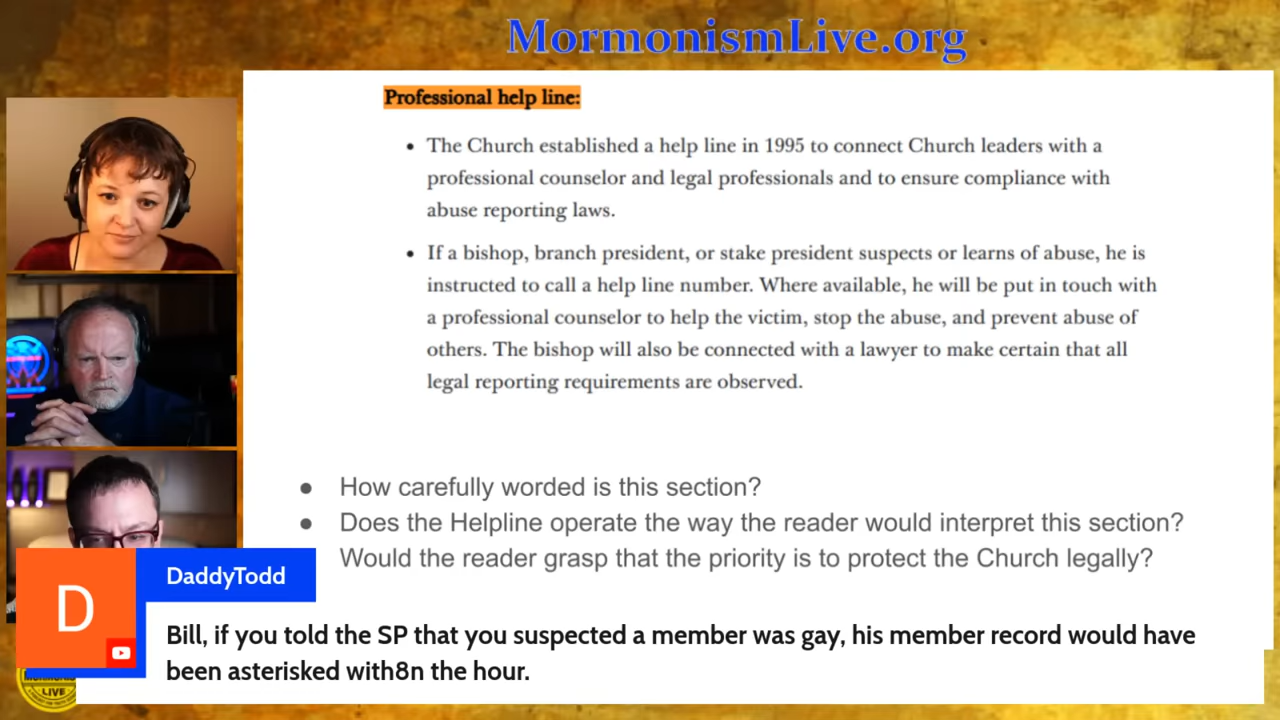 MormonismLive.org
Professional help line:
• The Church established a help line in 1995 to connect Church leaders with a
professional counselor and legal professionals and to ensure compliance with
abuse reporting laws.
• If a bishop, branch president, or stake president suspects or learns of abuse, he is
instructed to call a help line number. Where available, he will be put in touch with
a professional counselor to help the victim, stop the abuse, and prevent abuse of
others. The bishop will also be connected with a lawyer to make certain that all
legal reporting requirements are observed.
● How carefully worded is this section?
● Does the Helpline operate the way the reader would interpret this section?
Would the reader grasp that the priority is to protect the Church legally?
D
DaddyTodd
Bill, if you told the SP that you suspected a member was gay, his member record would have
been asterisked with8n the hour.
LIVE